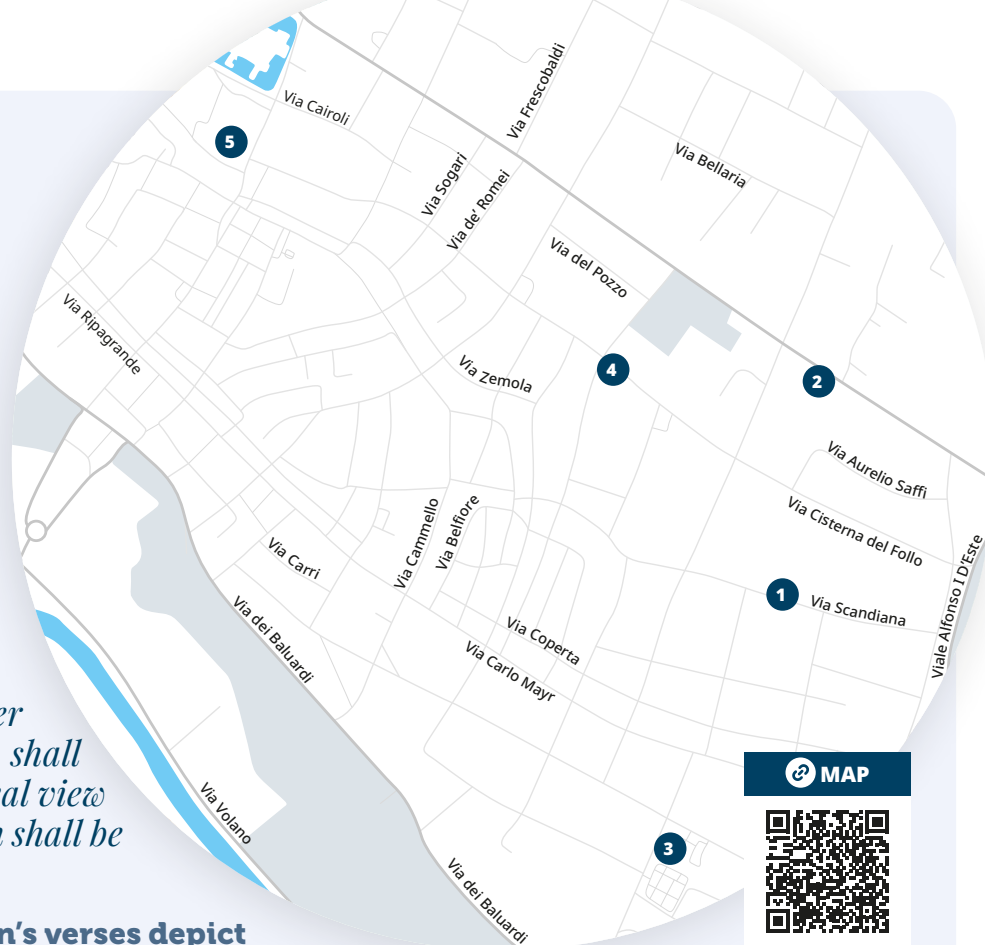 Via Frescobaldi
Via Cairoli
5
Via Bellaria
Via Sogari
Via de' Romei
Via del Pozzo
Via Ripagrande
Via Zemola
4
2
Via Aurelio Saffi
Via Cisterna del Follo
Via Cammello
Via Belfiore
Via Carri
Viale Alfonso I D'Este
1
Via Scandiana
Via dei Baluardi
Via Coperta
Via Carlo Mayr
er
shall
al view
shall be
MAP
Via Volano
3
Via dei Baluardi
n's verses depict